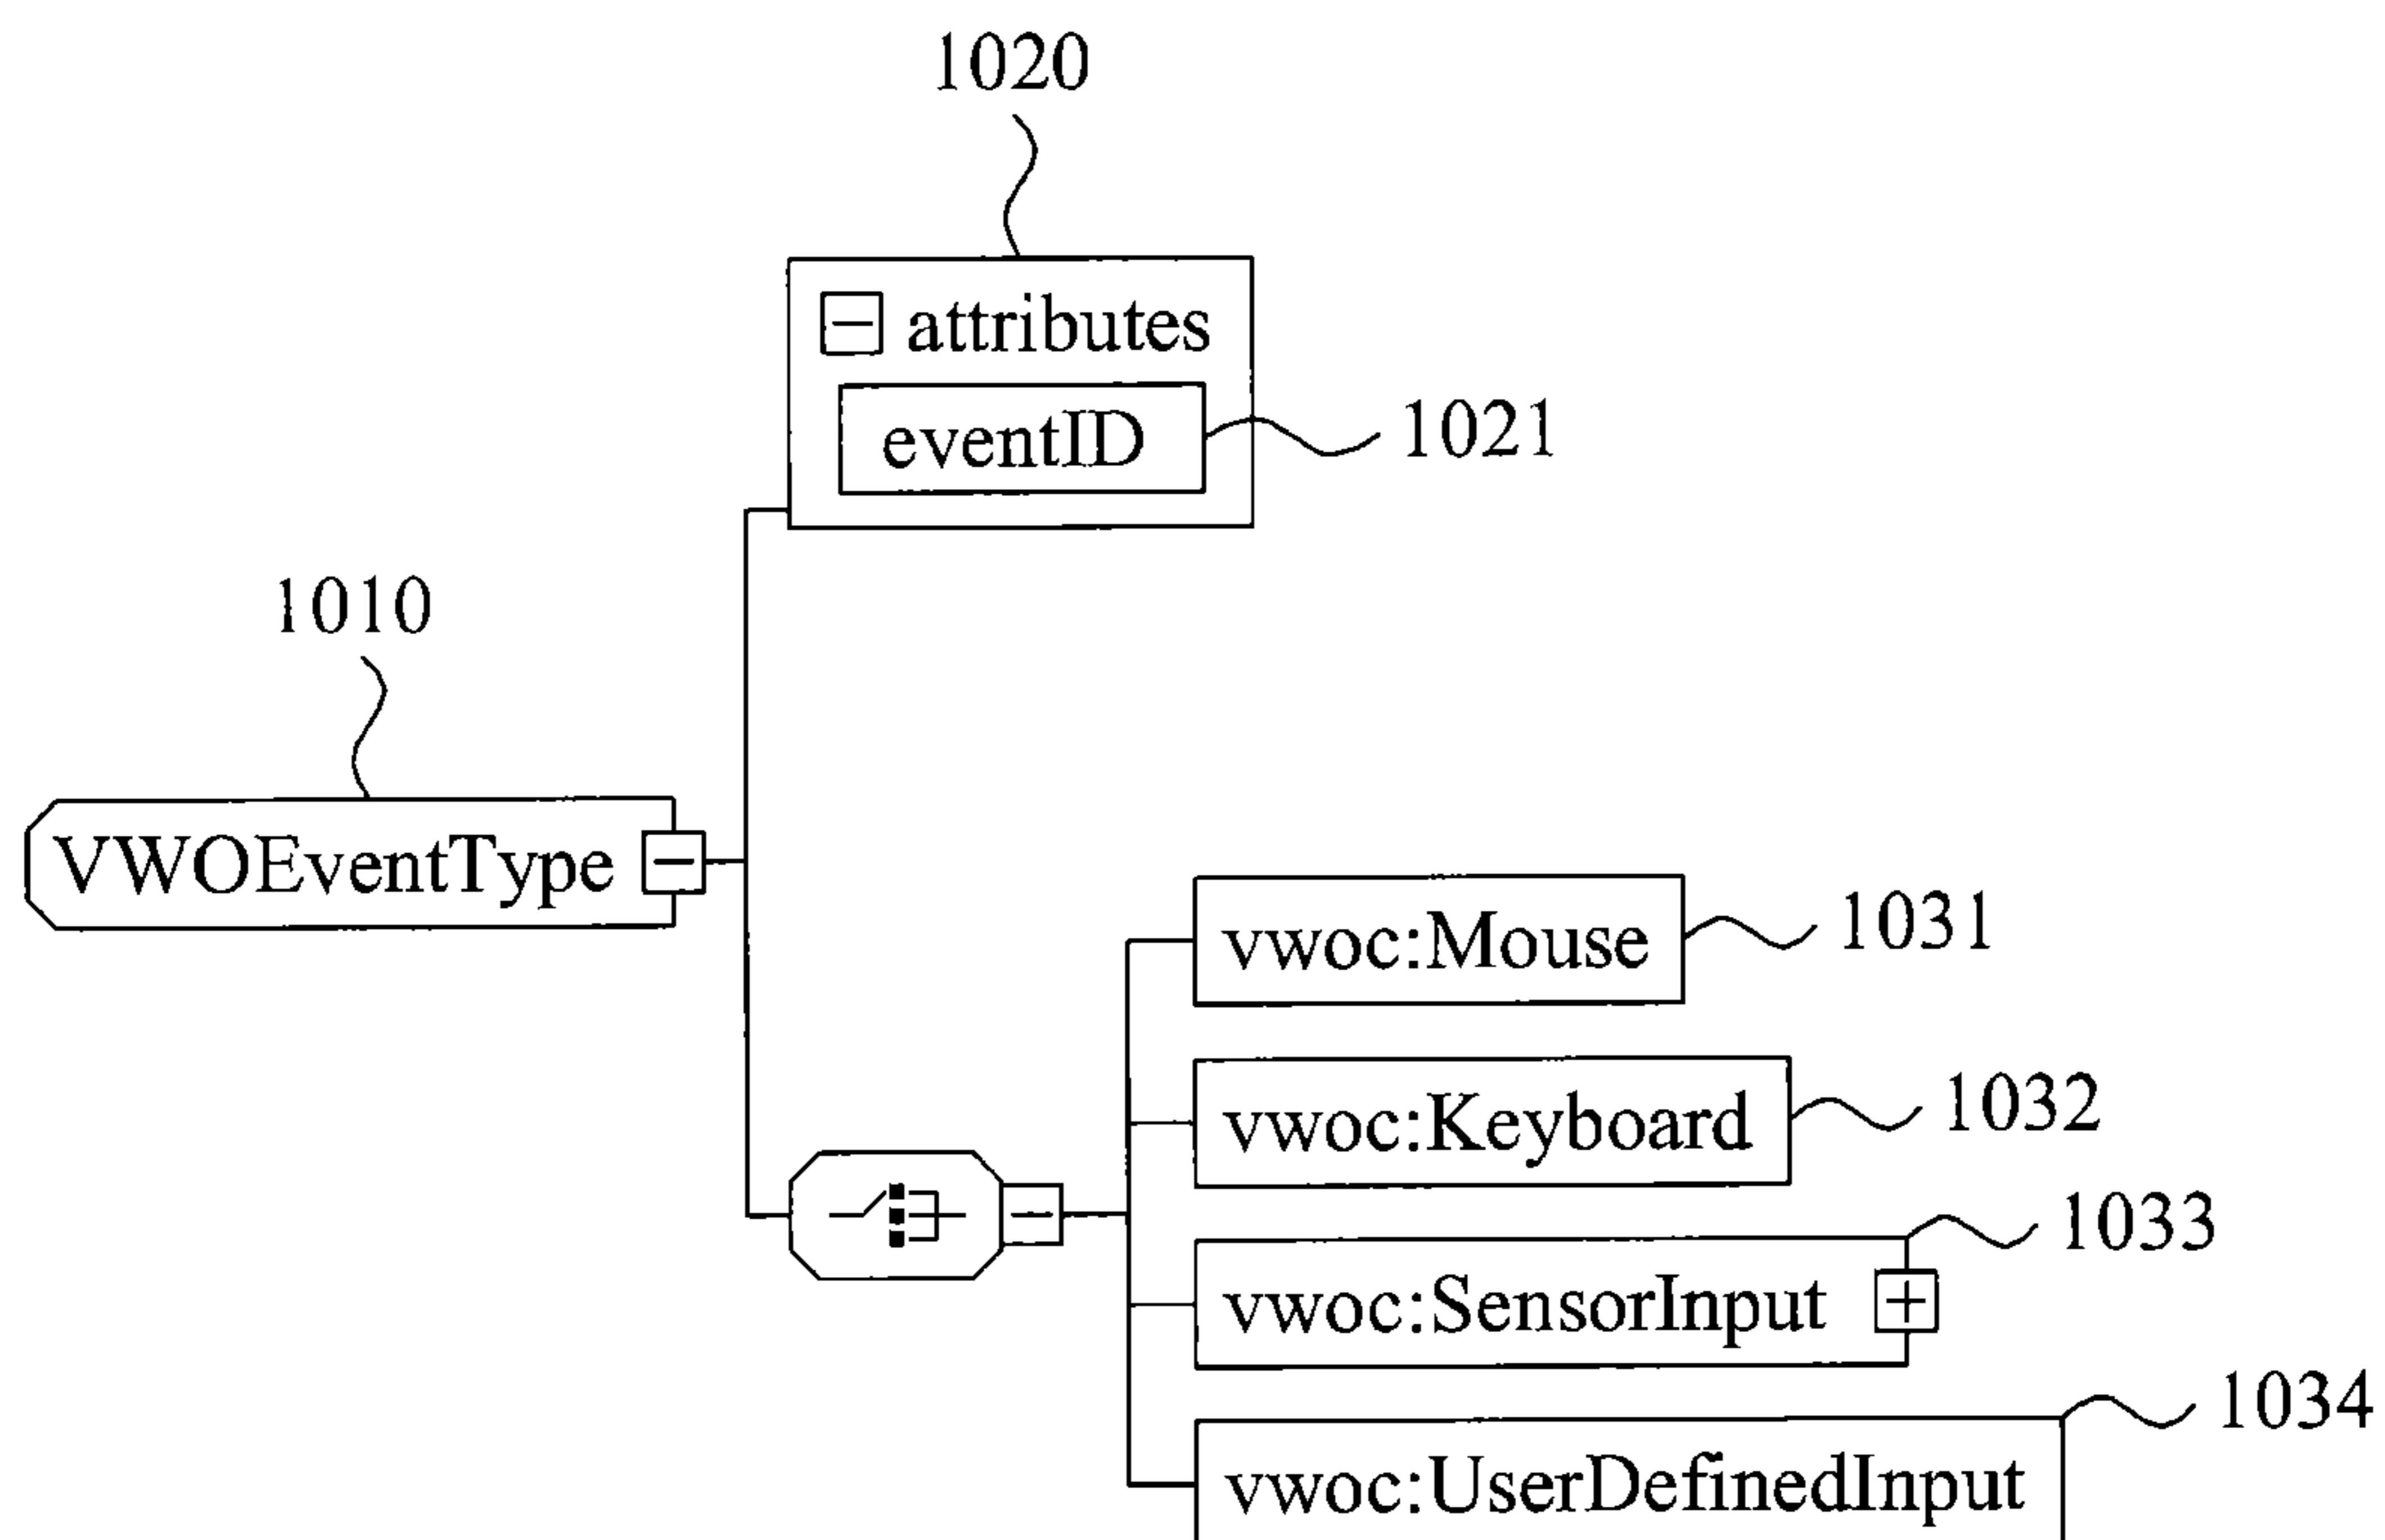 1020
attributes
eventID
1021
1010
VWOEventType
vwoc:Mouse
1031
vwoc:Keyboard
1032
1033
vwoc:SensorInput
1034
vwoc:UserDefinedInput